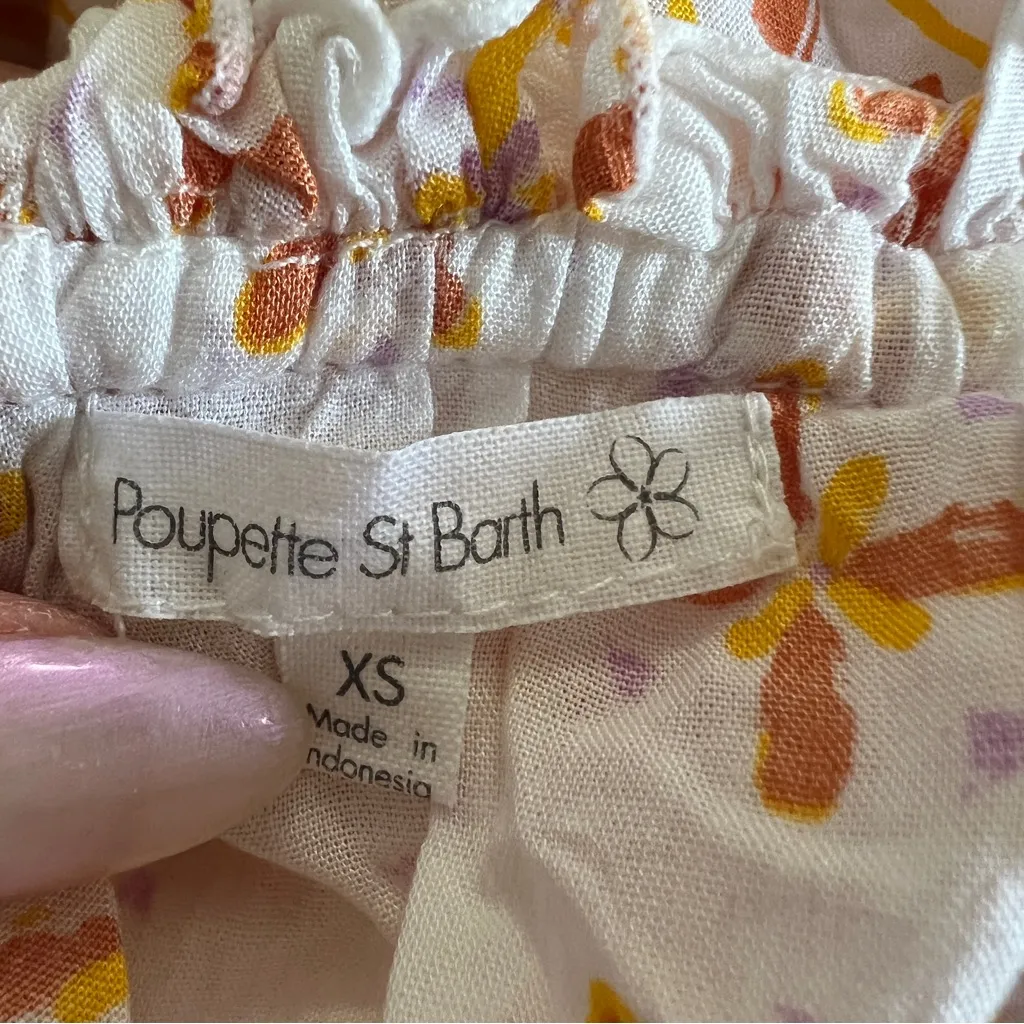 Poupette St Barth
XS
Made in
ndonesia